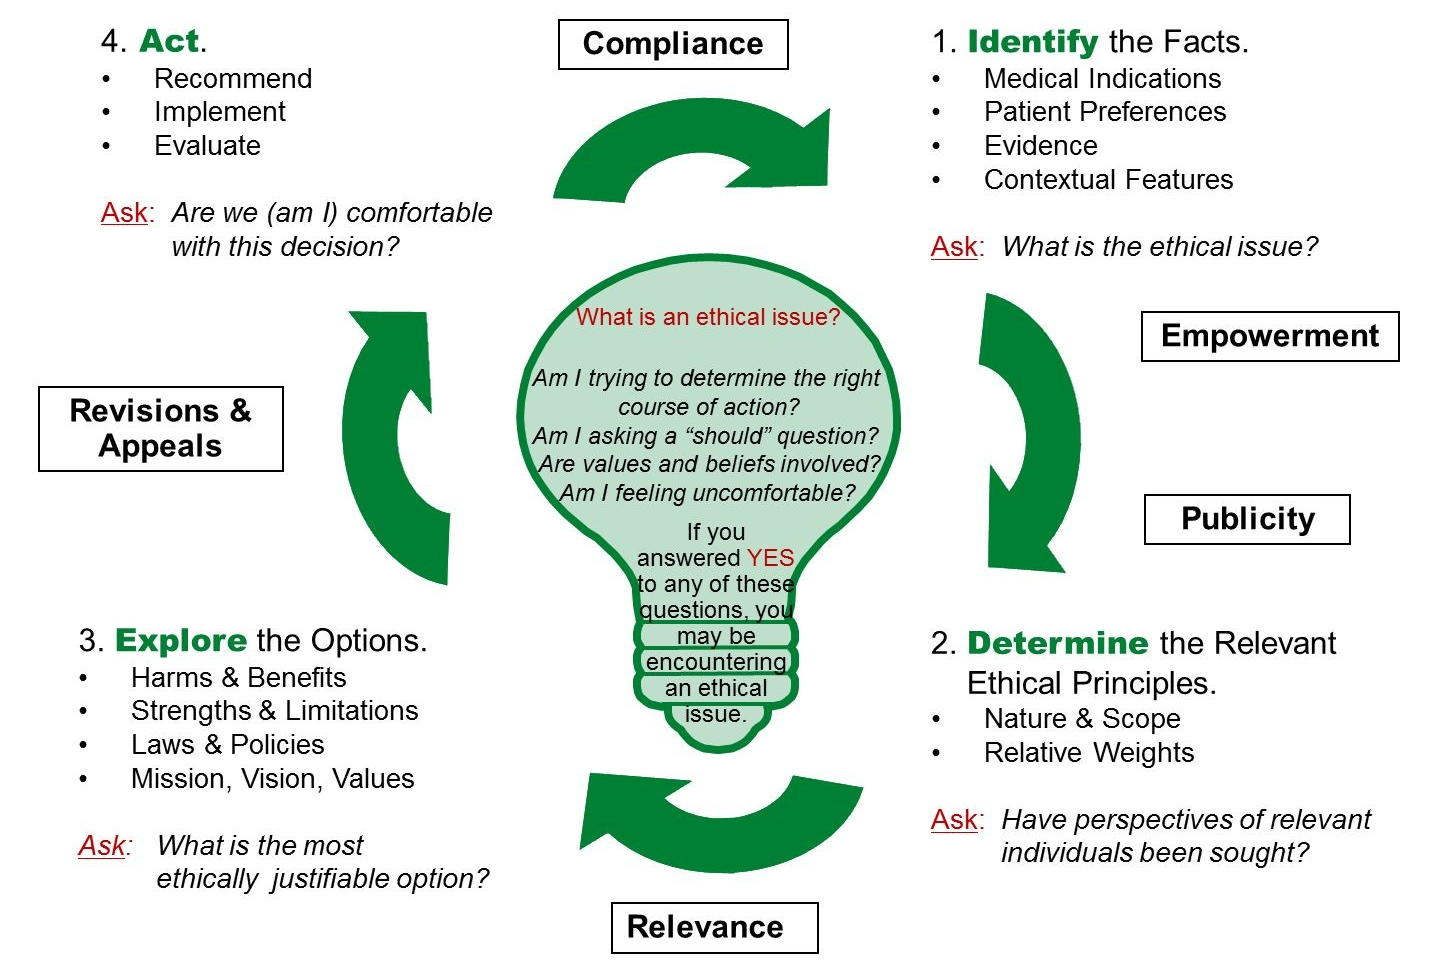 4. Act.
• Recommend
• Implement
• Evaluate
Ask: Are we (am I) comfortable
with this decision?
Compliance
1. Identify the Facts.
• Medical Indications
• Patient Preferences
• Evidence
• Contextual Features
Ask: What is the ethical issue?
Empowerment
Publicity
Revisions &
Appeals
What is an ethical issue?
Am I trying to determine the right
course of action?
Am I asking a “should” question?
Are values and beliefs involved?
Am I feeling uncomfortable?
If you
answered YES
to any of these
questions, you
may be
encountering
an ethical
issue.
3. Explore the Options.
• Harms & Benefits
• Strengths & Limitations
• Laws & Policies
• Mission, Vision, Values
Ask: What is the most
ethically justifiable option?
2. Determine the Relevant
Ethical Principles.
• Nature & Scope
• Relative Weights
Ask: Have perspectives of relevant
individuals been sought?
Relevance